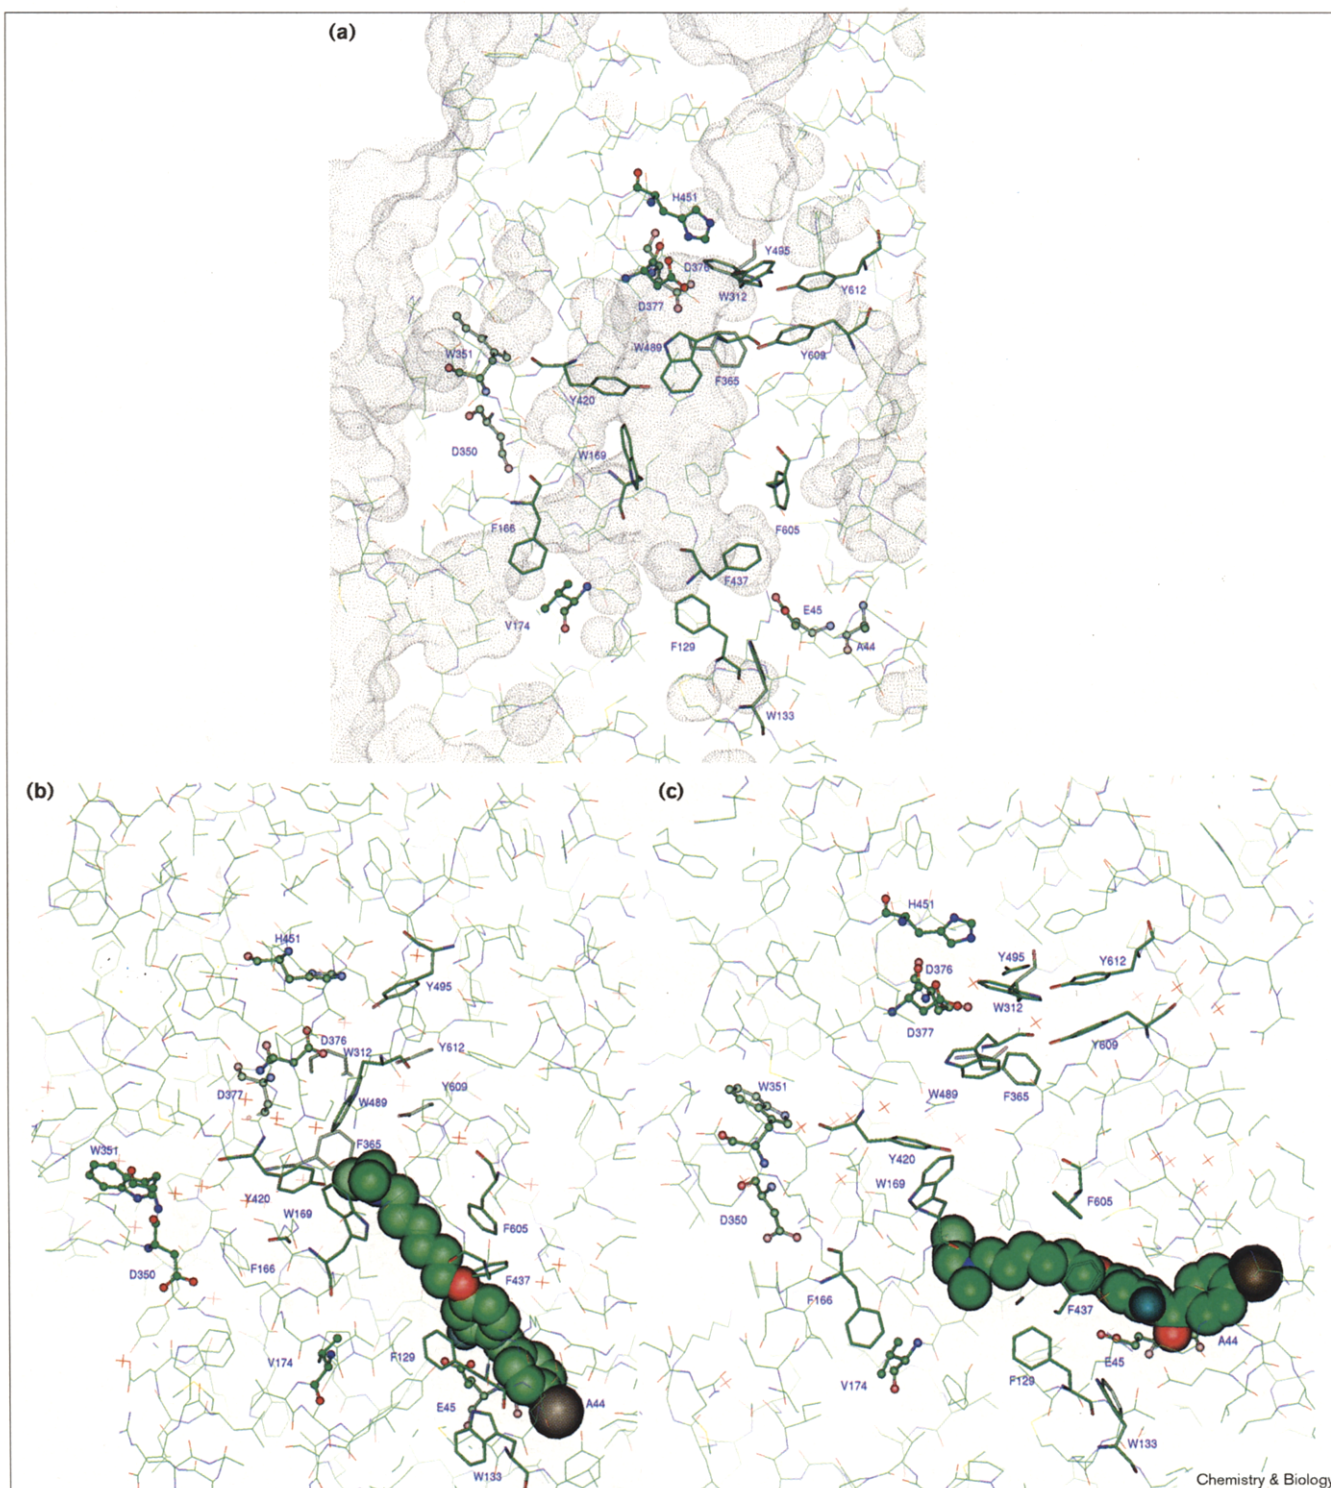 (a)
H451
Y495
D376
W312
Y612
D377
W489
Y609
W351
F365
Y420
D350
W169
F166
F605
F437
V174
E45
F129
A44
W133
(b)
H451
Y495
D376
W312
Y612
D377
Y609
W489
W351
F365
Y420
W169
F605
D350
F166
F437
V174
F129
E45
A44
W133
(c)
H451
Y495
Y612
D376
W312
D377
Y609
W351
W489
F365
Y420
W169
F605
D350
F166
F437
A44
E45
V174
F129
W133
Chemistry & Biology